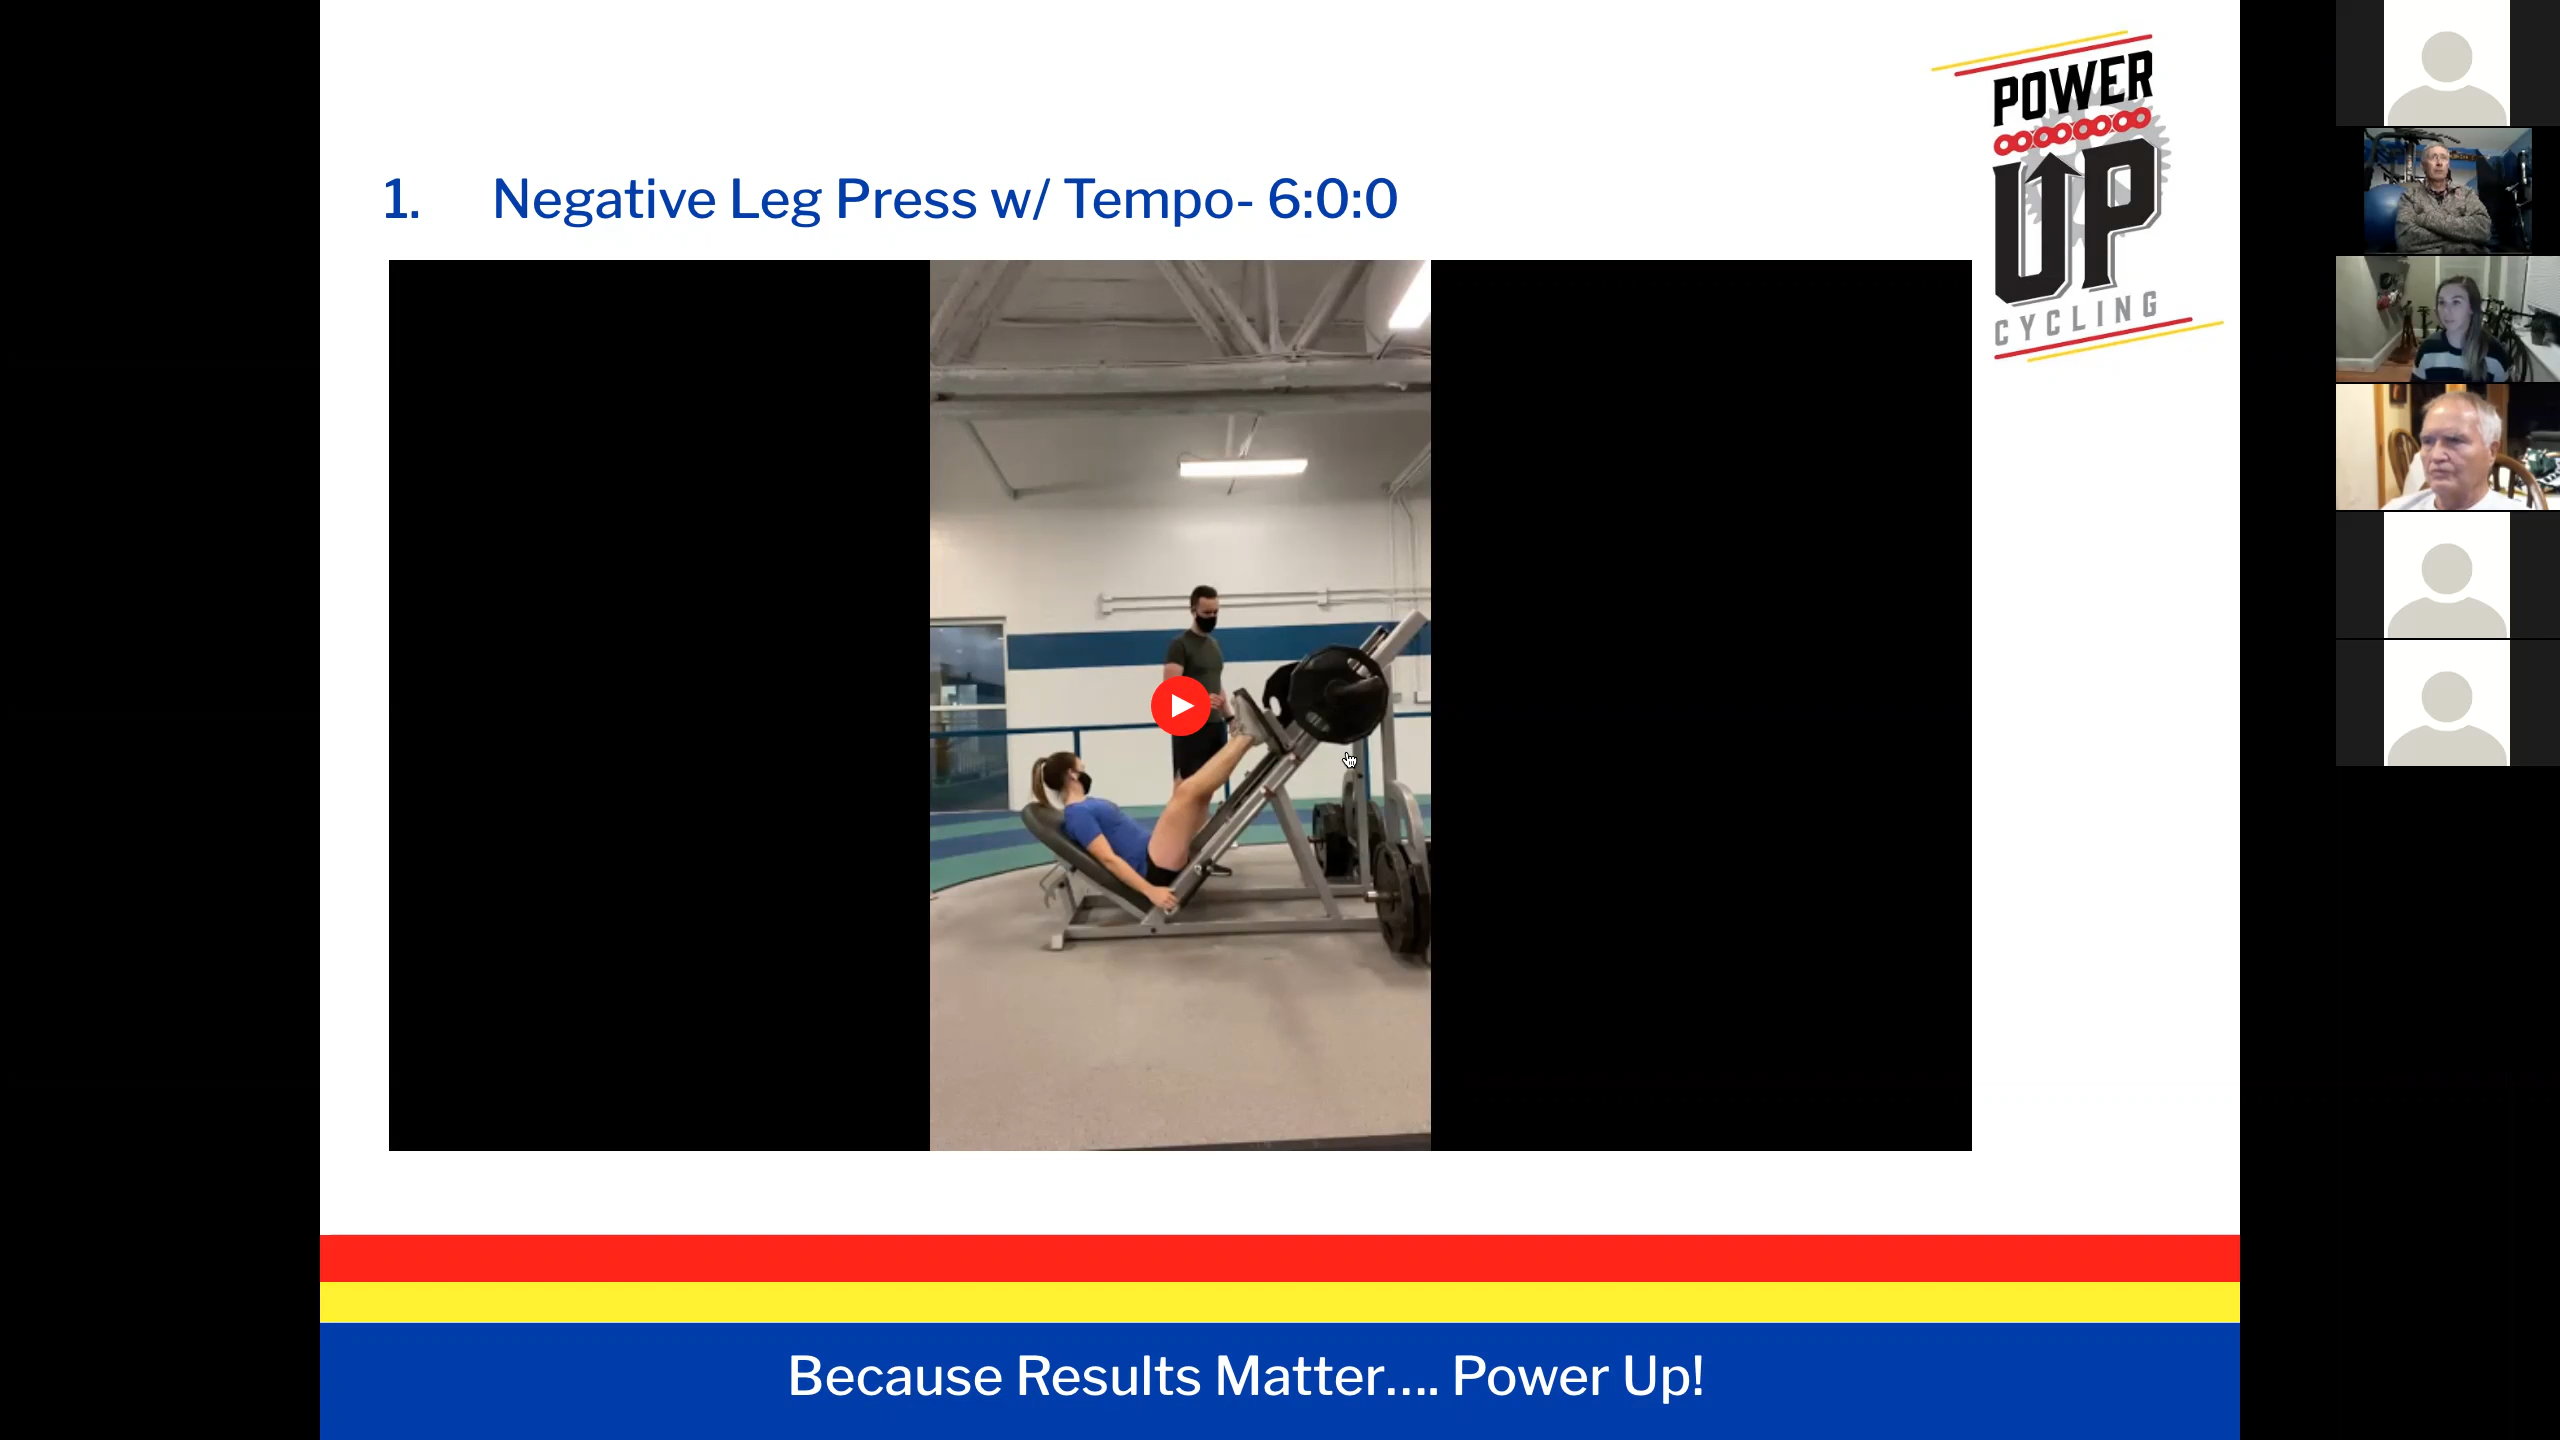 POWER
UP
CYCLING
1. Negative Leg Press w/ Tempo- 6:0:0
Because Results Matter.... Power Up!